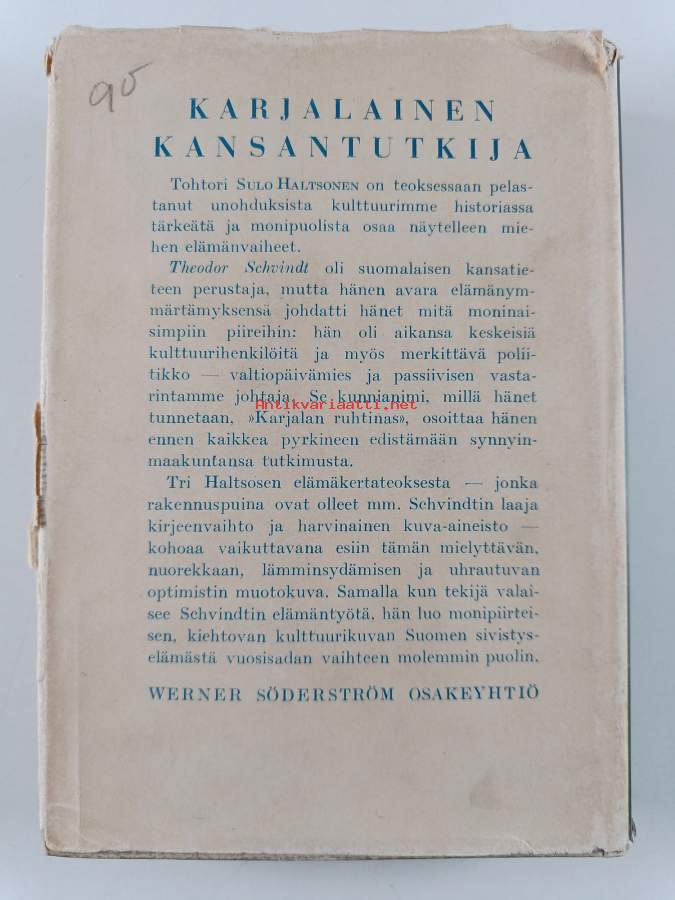 95
KARJALAINEN
KANSANTUTKIJA
Tohtori SULO HALTSONEN on teoksessaan pelas-
tanut unohduksista kulttuurimme historiassa
tärkeätä ja monipuolista osaa näytelleen mie-
hen elämänvaiheet.
Theodor Schvindt oli suomalaisen kansatie-
teen perustaja, mutta hänen avara elämänym-
märtämyksensä johdatti hänet mitä moninai-
simpiin piireihin: hän oli aikansa keskeisiä
kulttuurihenkilöitä ja myös merkittävä poliit-
tikko — valtiopäivämies ja passiivisen vasta-
rintamme johtaja. Se kunnianimi, millä hänet
Antikvariaatti.net
tunnetaan, »Karjalan ruhtinas», osoittaa hänen
ennen kaikkea pyrkineen edistämään synnyin-
maakuntansa tutkimusta.
Tri Haltsosen elämäkertateoksesta — jonka
rakennuspuina ovat olleet mm. Schvindtin laaja
kirjeenvaihto ja harvinainen kuva-aineisto —
kohoaa vaikuttavana esiin tämän miellyttävän,
nuorekkaan, lämminsydämisen ja uhrautuvan
optimistin muotokuva. Samalla kun tekijä valai-
see Schvindtin elämäntyötä, hän luo monipiirtei-
sen, kiehtovan kulttuurikuvan Suomen sivistys-
elämästä vuosisadan vaihteen molemmin puolin.
WERNER SÖDERSTRÖM OSAKEYHTIÖ